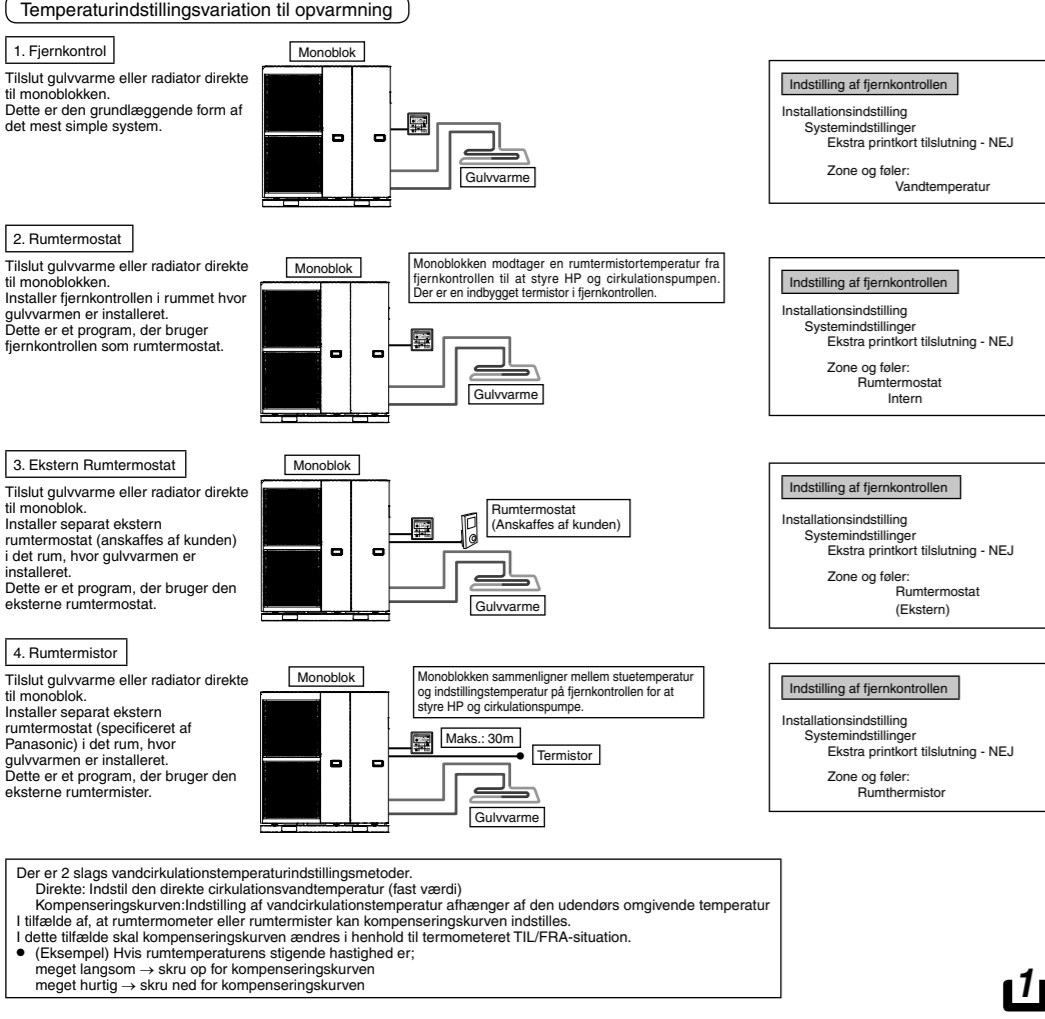 Temperaturindstillingsvariation til opvarmning
1. Fjernkontrol
Tilslut gulvvarme eller radiator direkte
til monoblokken.
Dette er den grundlæggende form af
det mest simple system.
Monoblok
Gulvvarme
Indstilling af fjernkontrollen
Installationsindstilling
Systemindstillinger
Ekstra printkort tilslutning - NEJ
Zone og føler:
Vandtemperatur
2. Rumtermostat
Tilslut gulvvarme eller radiator direkte
til monoblokken.
Installer fjernkontrollen i rummet hvor
gulvvarmen er installeret.
Dette er et program, der bruger
fjernkontrollen som rumtermostat.
Monoblok
Monoblokken modtager en rumtermistortemperatur fra
fjernkontrollen til at styre HP og cirkulationspumpen.
Der er en indbygget termistor i fjernkontrollen.
Gulvvarme
Indstilling af fjernkontrollen
Installationsindstilling
Systemindstillinger
Ekstra printkort tilslutning - NEJ
Zone og føler:
Rumtermostat
Intern
3. Ekstern Rumtermostat
Tilslut gulvvarme eller radiator direkte
til monoblok.
Installer separat ekstern
rumtermostat (anskaffes af kunden)
i det rum, hvor gulvvarmen er
installeret.
Dette er et program, der bruger den
eksterne rumtermostat.
Monoblok
Rumtermostat
(Anskaffes af kunden)
Gulvvarme
Indstilling af fjernkontrollen
Installationsindstilling
Systemindstillinger
Ekstra printkort tilslutning - NEJ
Zone og føler:
Rumtermostat
(Ekstern)
4. Rumtermistor
Tilslut gulvvarme eller radiator direkte
til monoblok.
Installer separat ekstern
rumtermostat (specificeret af
Panasonic) i det rum, hvor
gulvvarmen er installeret.
Dette er et program, der bruger den
eksterne rumtermister.
Monoblok
Monoblokken sammenligner mellem stuetemperatur
og indstillingstemperatur på fjernkontrollen for at
styre HP og cirkulationspumpe.
Maks.: 30m
Termistor
Gulvvarme
Indstilling af fjernkontrollen
Installationsindstilling
Systemindstillinger
Ekstra printkort tilslutning - NEJ
Zone og føler:
Rumthermistor
Der er 2 slags vandcirkulationstemperaturindstillingsmetoder.
Direkte: Indstil den direkte cirkulationsvandtemperatur (fast værdi)
Kompenseringskurven:Indstilling af vandcirkulationstemperatur afhænger af den udendørs omgivende temperatur
I tilfælde af, at rumtermometer eller rumtermister kan kompenseringskurven indstilles.
I dette tilfælde skal kompenseringskurven ændres i henhold til termometeret TIL/FRA-situation.
● (Eksempel) Hvis rumtemperaturens stigende hastighed er;
meget langsom → skru op for kompenseringskurven
meget hurtig → skru ned for kompenseringskurven
1